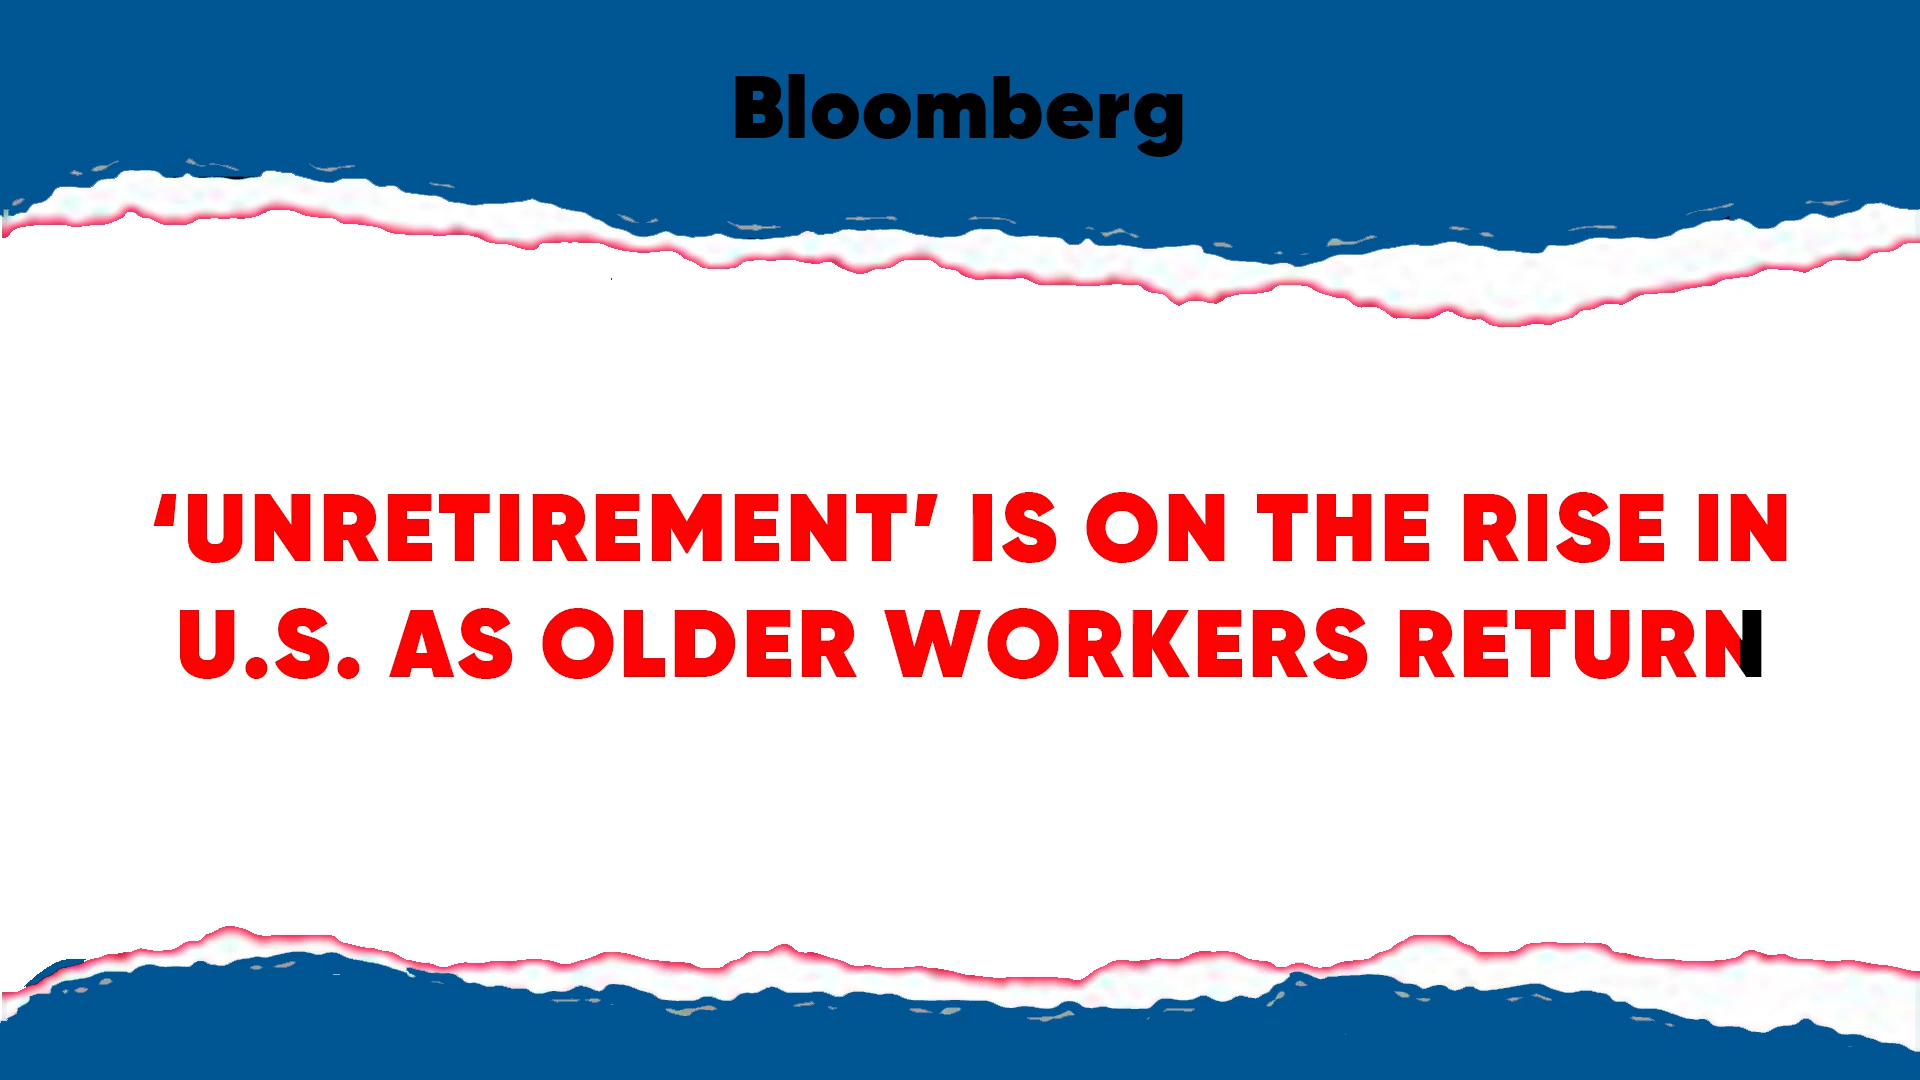 Bloomberg
‘UNRETIREMENT’ IS ON THE RISE IN
U.S. AS OLDER WORKERS RETURN